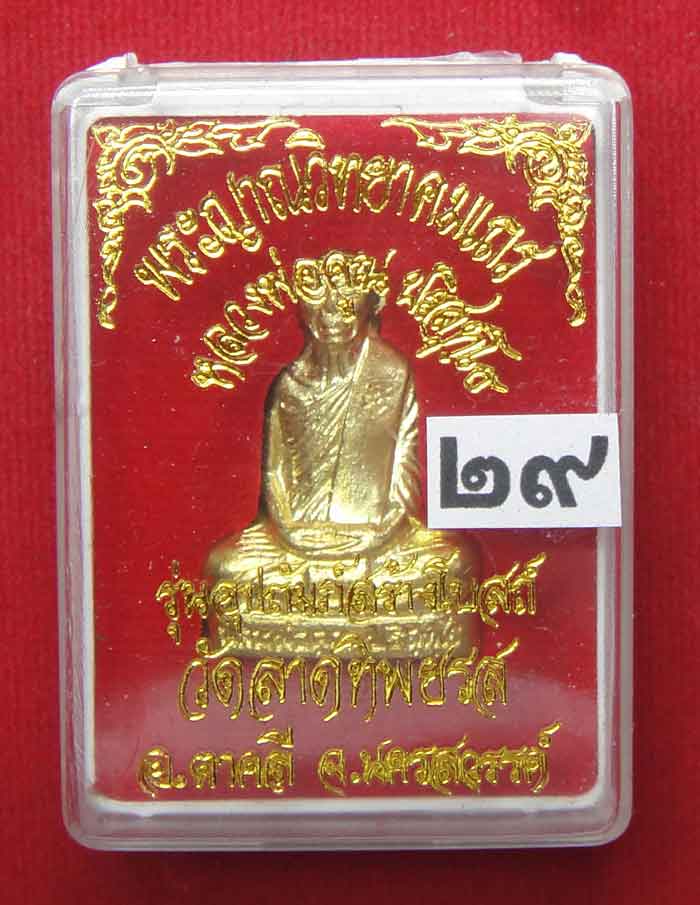 พระญาณวิทยาคมเถร
หลวงพ่อคูณ ปริสุทโธ
๒๙
รุ่นอุปถัมภ์สร้างโบสถ์
วัดลาดทิพยรส
อ.ตาคลี จ.นครสวรรค์